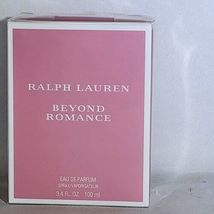 RALPH LAUREN
BEYOND
ROMANCE
EAU DE PARFUM
SPRAY/VAPORISATEUR
3.4 FL. OZ. 100 ml